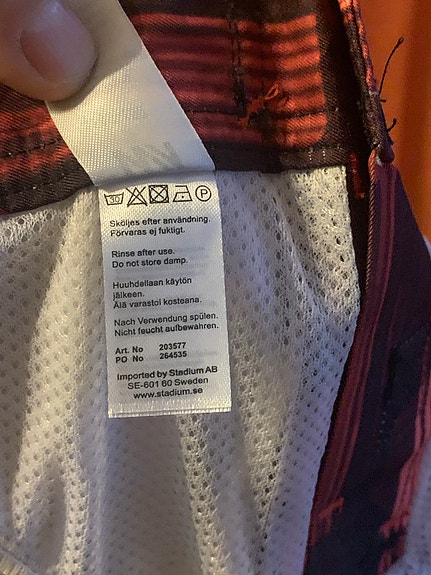 30
P
Sköljes efter användning.
Förvaras ej fuktigt.
Rinse after use.
Do not store damp.
Huuhdellaan käytön
jälkeen.
Älä varastoi kosteana.
Nach Verwendung spülen.
Nicht feucht aufbewahren.
Art. No 203577
PO No 264535
Imported by Stadium AB
SE-601 60 Sweden
www.stadium.se